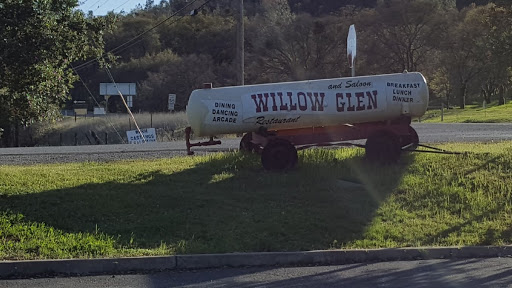 and Saloon
WILLOW GLEN
Restaurant
DINING
DANCING
ARCADE
BREAKFAST
LUNCH
DINNER